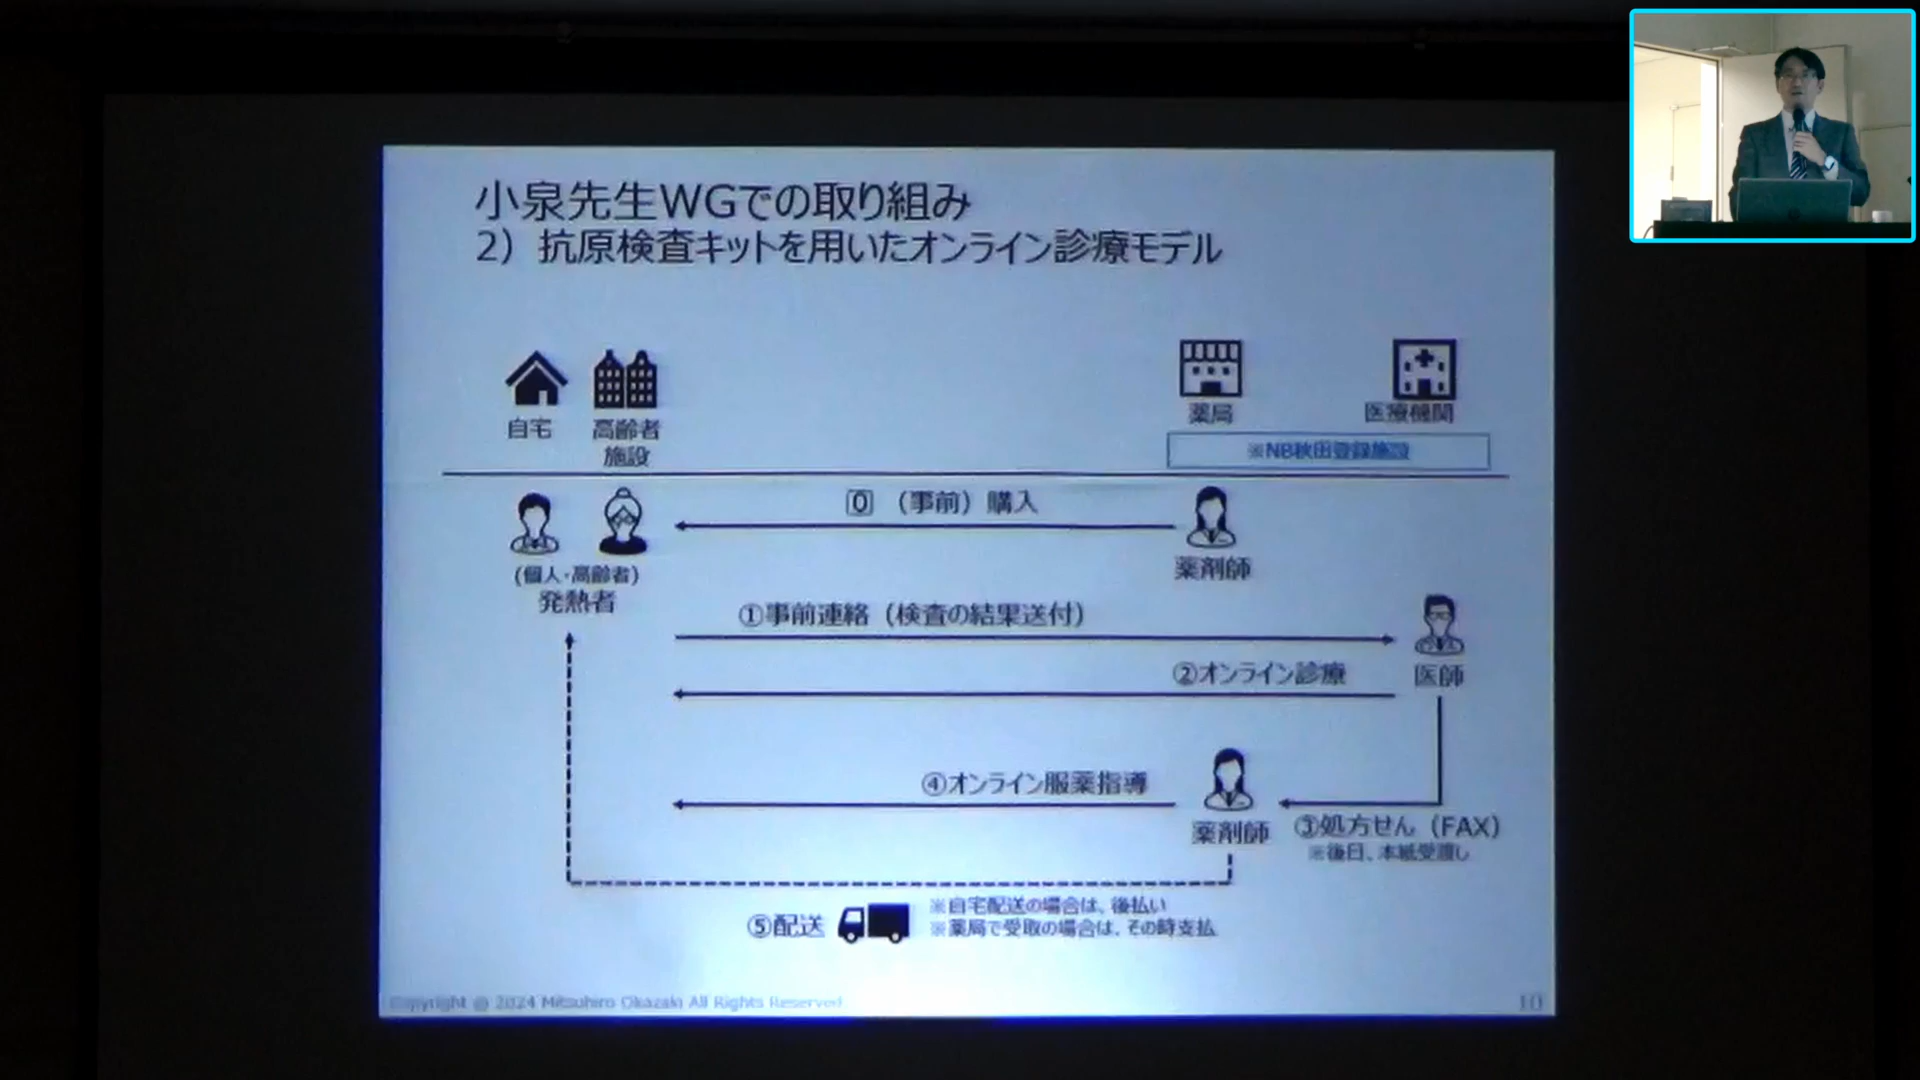 小泉先生WGでの取り組み
2）抗原検査キットを用いたオンライン診療モデル
自宅
高齢者
施設
薬局
医療機関
※NB秋田登録施設
0 （事前）購入
薬剤師
(個人・高齢者)
発熱者
①事前連絡（検査の結果送付）
医師
②オンライン診療
④オンライン服薬指導
薬剤師
③処方せん（FAX）
※後日、本紙受渡し
⑤配送
※自宅配送の場合は、後払い
※薬局で受取の場合は、その時支払
Copyright @ 2024 Mitsuhiro Okazaki All Rights Reserved
10